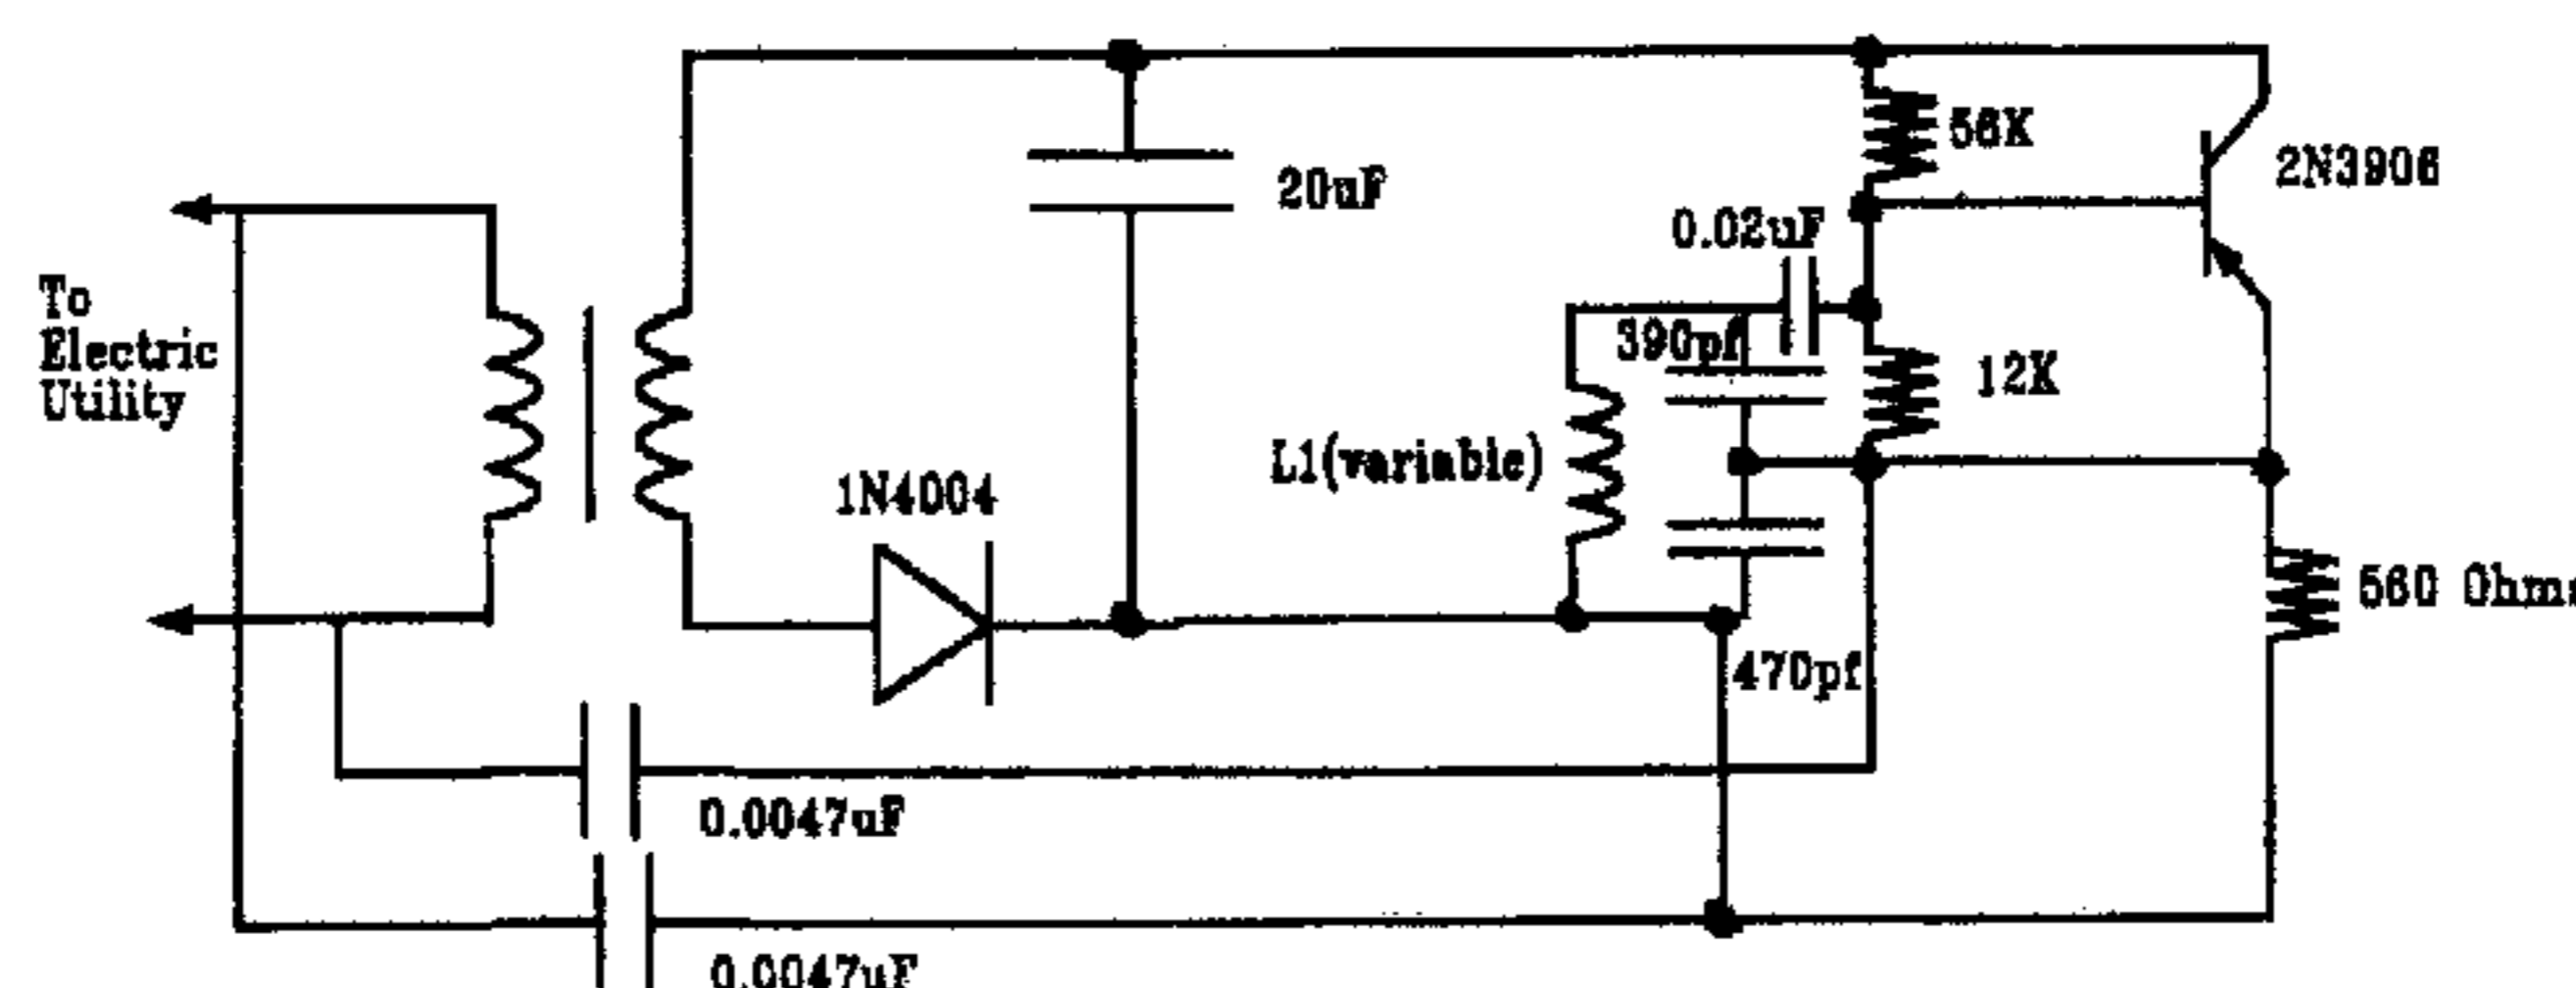 56K
2N3906
20uF
0.02uF
To
Electric
Utility
390pf
12K
L1(variable)
1N4004
560 Ohms
470pf
0.0047uF
0.0047uF